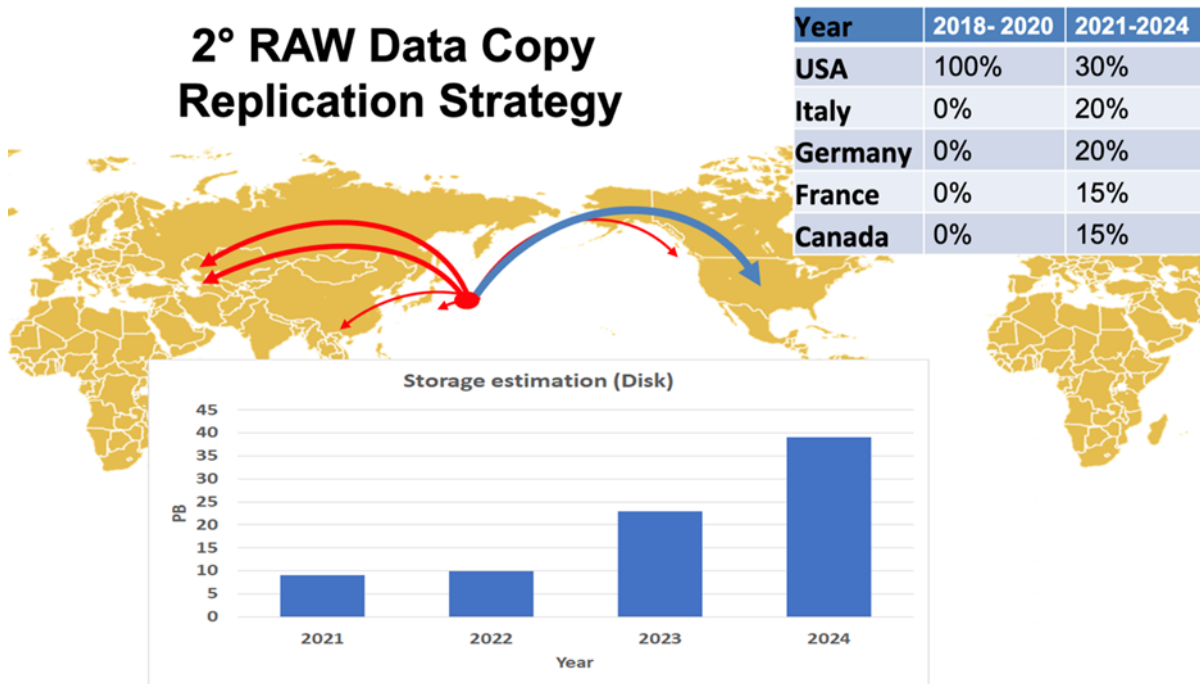 2° RAW Data Copy
Replication Strategy
Year 2018- 2020 2021-2024
USA 100% 30%
Italy 0% 20%
Germany 0% 20%
France 0% 15%
Canada 0% 15%
Storage estimation (Disk)
45
40
35
30
25
20
15
10
5
0
PB
2021 2022 2023 2024
Year